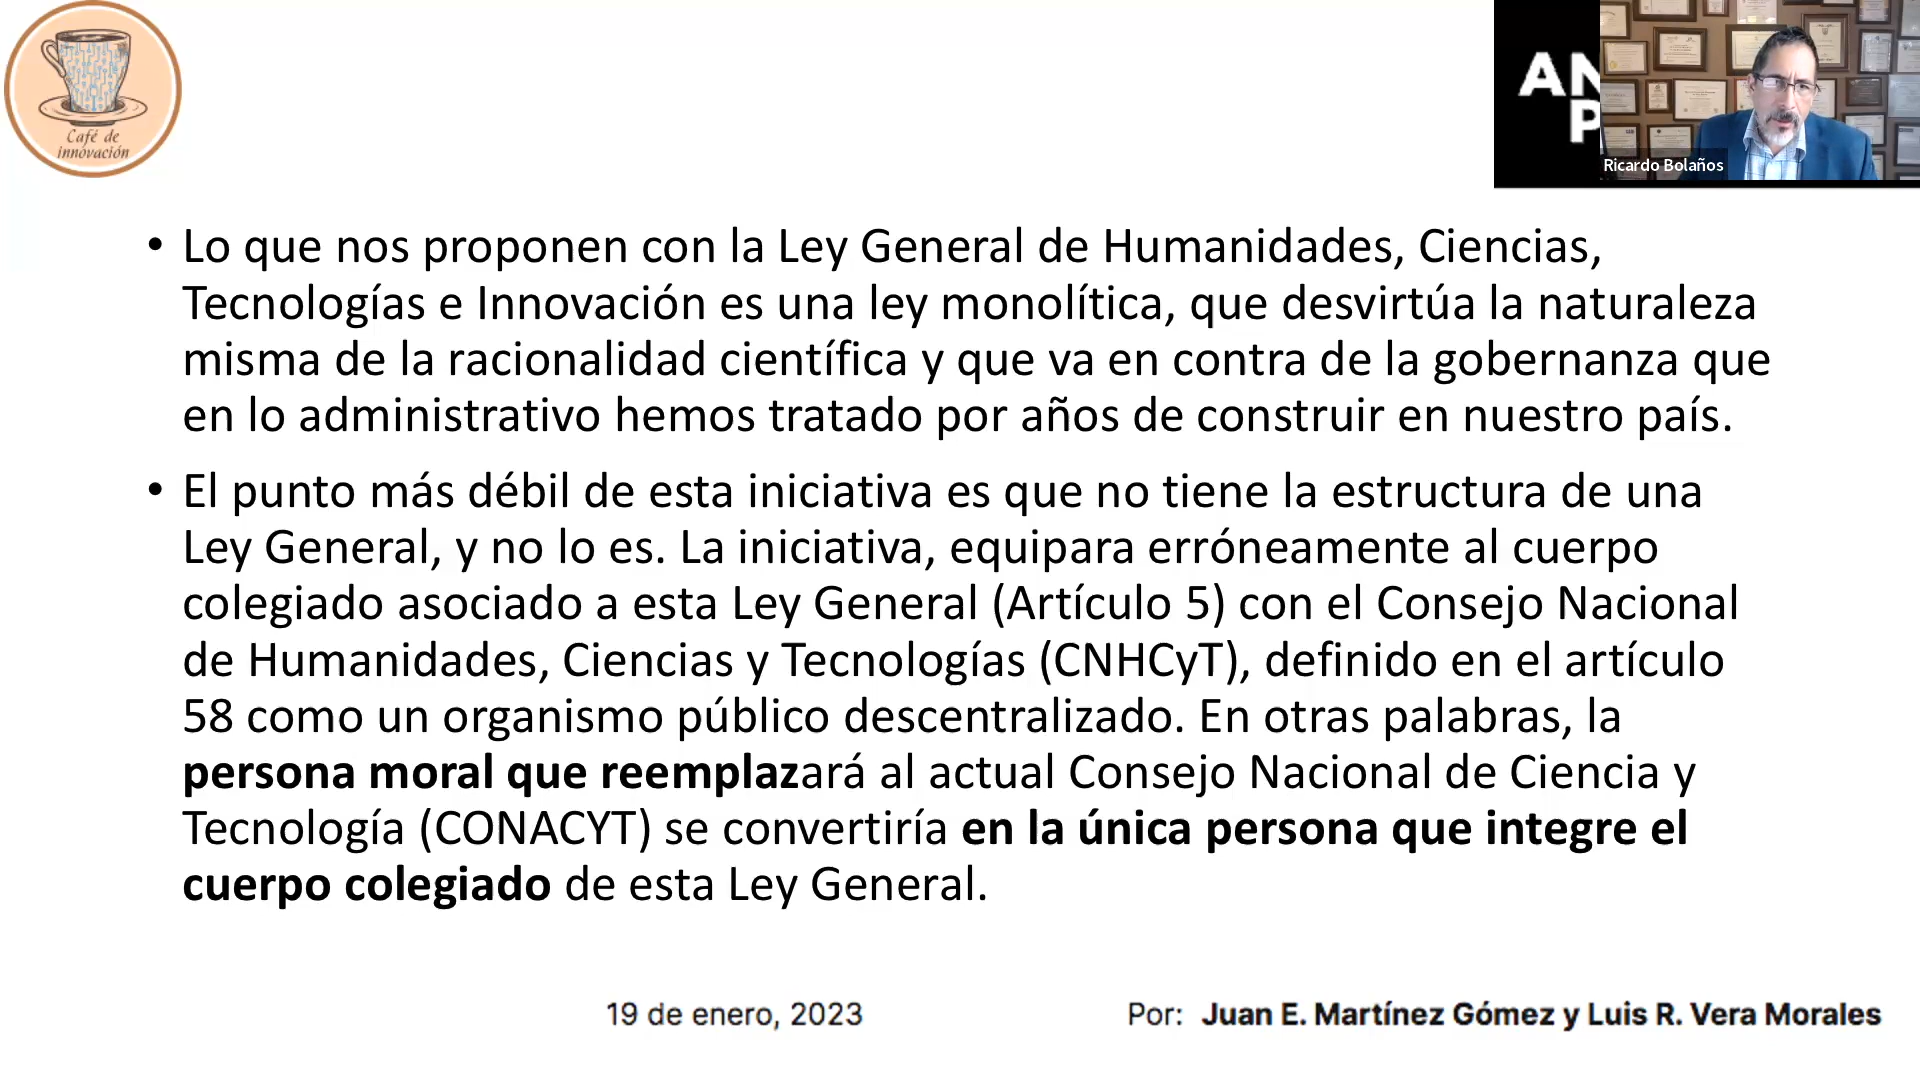 Café de
innovación
AN
P
Ricardo Bolaños
• Lo que nos proponen con la Ley General de Humanidades, Ciencias,
Tecnologías e Innovación es una ley monolítica, que desvirtúa la naturaleza
misma de la racionalidad científica y que va en contra de la gobernanza que
en lo administrativo hemos tratado por años de construir en nuestro país.
• El punto más débil de esta iniciativa es que no tiene la estructura de una
Ley General, y no lo es. La iniciativa, equipara erróneamente al cuerpo
colegiado asociado a esta Ley General (Artículo 5) con el Consejo Nacional
de Humanidades, Ciencias y Tecnologías (CNHCyT), definido en el artículo
58 como un organismo público descentralizado. En otras palabras, la
persona moral que reemplazará al actual Consejo Nacional de Ciencia y
Tecnología (CONACYT) se convertiría en la única persona que integre el
cuerpo colegiado de esta Ley General.
19 de enero, 2023
Por: Juan E. Martínez Gómez y Luis R. Vera Morales